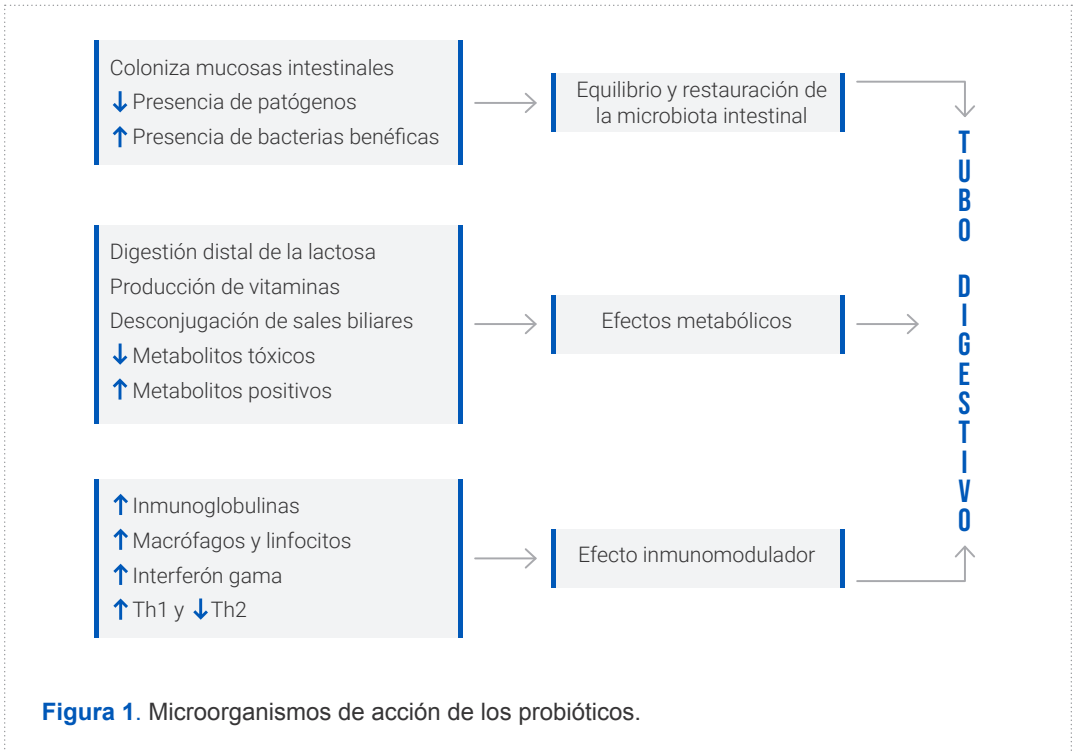 Coloniza mucosas intestinales
↓ Presencia de patógenos
↑ Presencia de bacterias benéficas
Equilibrio y restauración de
la microbiota intestinal
Digestión distal de la lactosa
Producción de vitaminas
Desconjugación de sales biliares
↓ Metabolitos tóxicos
↑ Metabolitos positivos
Efectos metabólicos
↑ Inmunoglobulinas
↑ Macrófagos y linfocitos
↑ Interferón gama
↑ Th1 y ↓ Th2
Efecto inmunomodulador
TUBO DIGESTIVO
Figura 1. Microorganismos de acción de los probióticos.